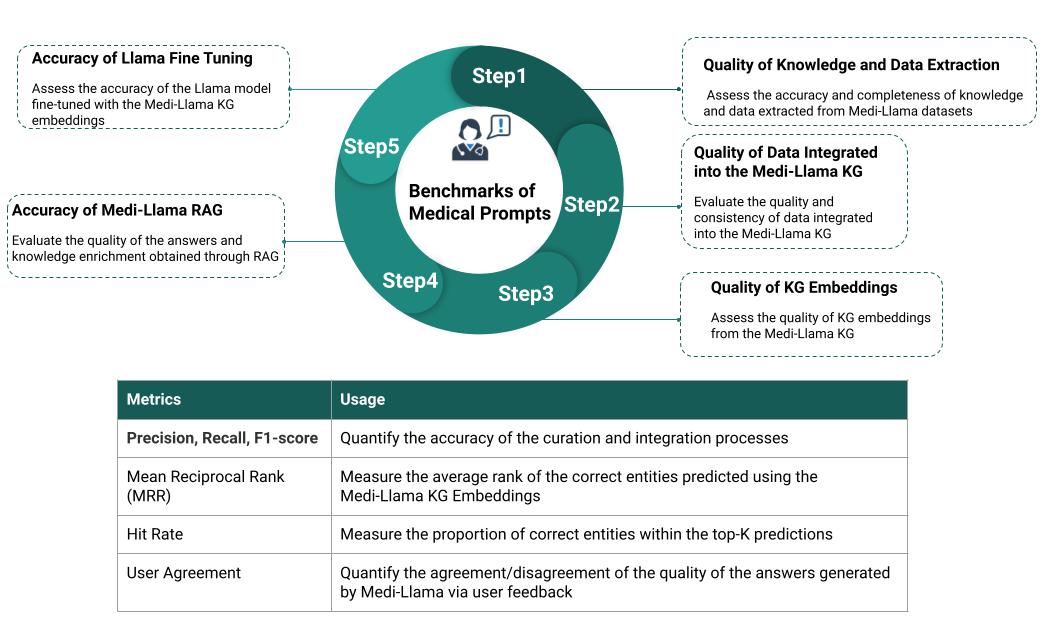 Accuracy of Llama Fine Tuning
Assess the accuracy of the Llama model
fine-tuned with the Medi-Llama KG
embeddings
Accuracy of Medi-Llama RAG
Evaluate the quality of the answers and
knowledge enrichment obtained through RAG
Step1
Step2
Step3
Step4
Step5
Benchmarks of
Medical Prompts
Quality of Knowledge and Data Extraction
Assess the accuracy and completeness of knowledge
and data extracted from Medi-Llama datasets
Quality of Data Integrated
into the Medi-Llama KG
Evaluate the quality and
consistency of data integrated
into the Medi-Llama KG
Quality of KG Embeddings
Assess the quality of KG embeddings
from the Medi-Llama KG
Metrics Usage
Precision, Recall, F1-score Quantify the accuracy of the curation and integration processes
Mean Reciprocal Rank Measure the average rank of the correct entities predicted using the
(MRR) Medi-Llama KG Embeddings
Hit Rate Measure the proportion of correct entities within the top-K predictions
User Agreement Quantify the agreement/disagreement of the quality of the answers generated
by Medi-Llama via user feedback